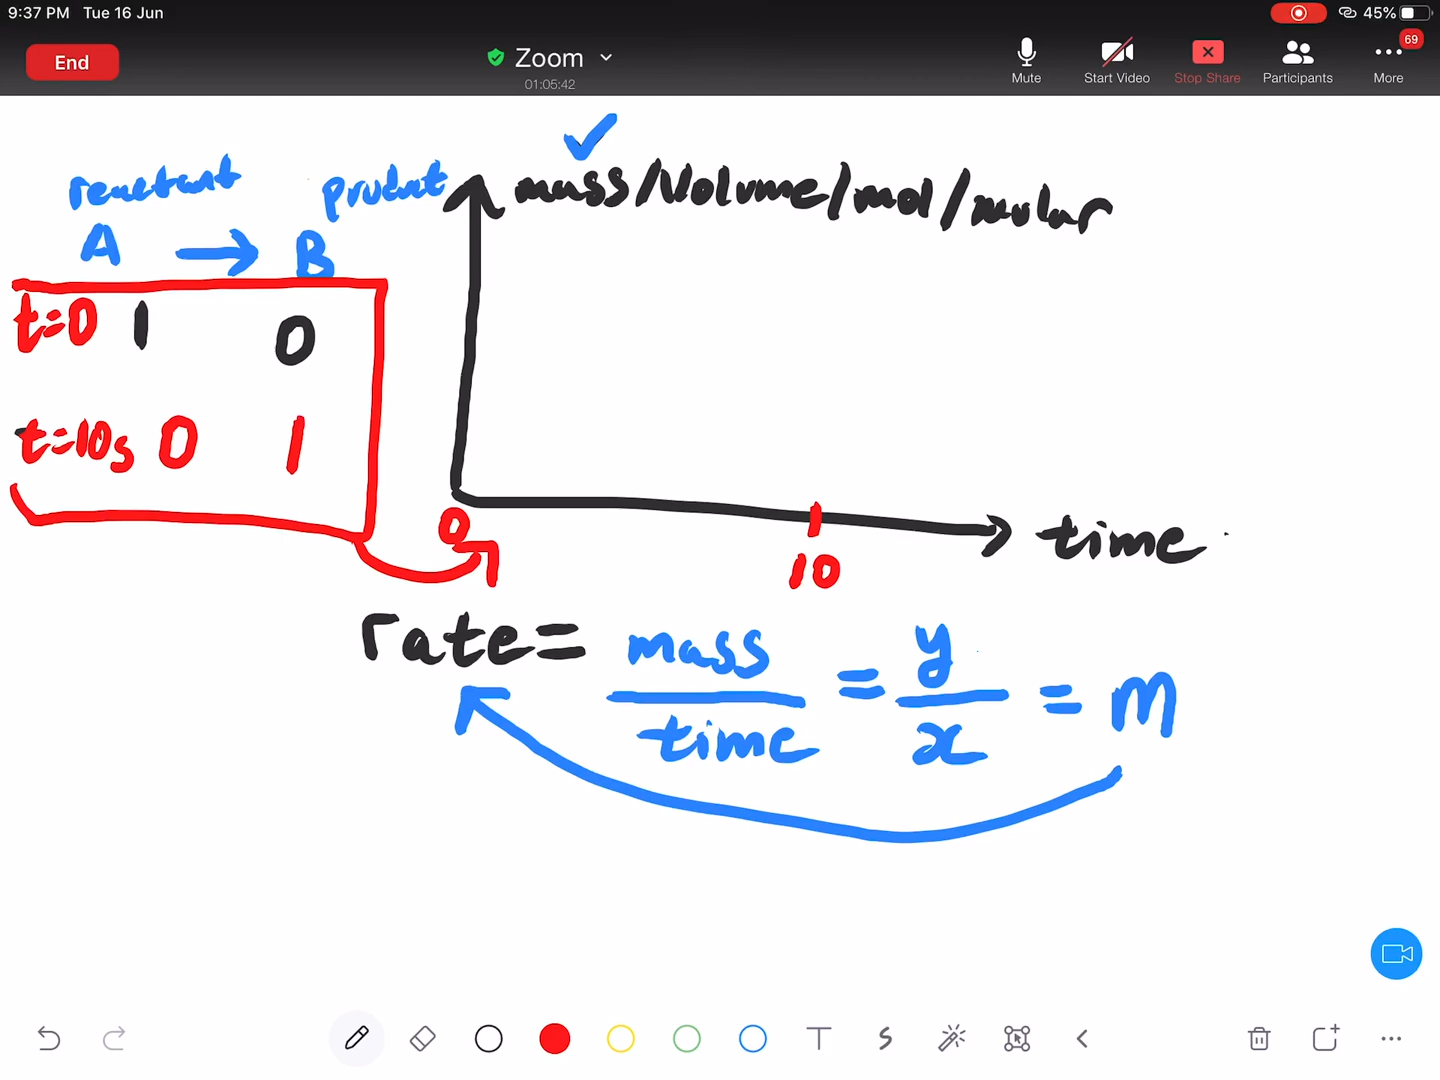 9:37 PM Tue 16 Jun
45%
End
Zoom
01:05:42
Mute
Start Video
Stop Share
Participants
69
More
reactant product
A → B
t=0 1 0
t=10s 0 1
mass/Volume/mol/molar
0
10
time
rate = mass/time = y/x = m
T